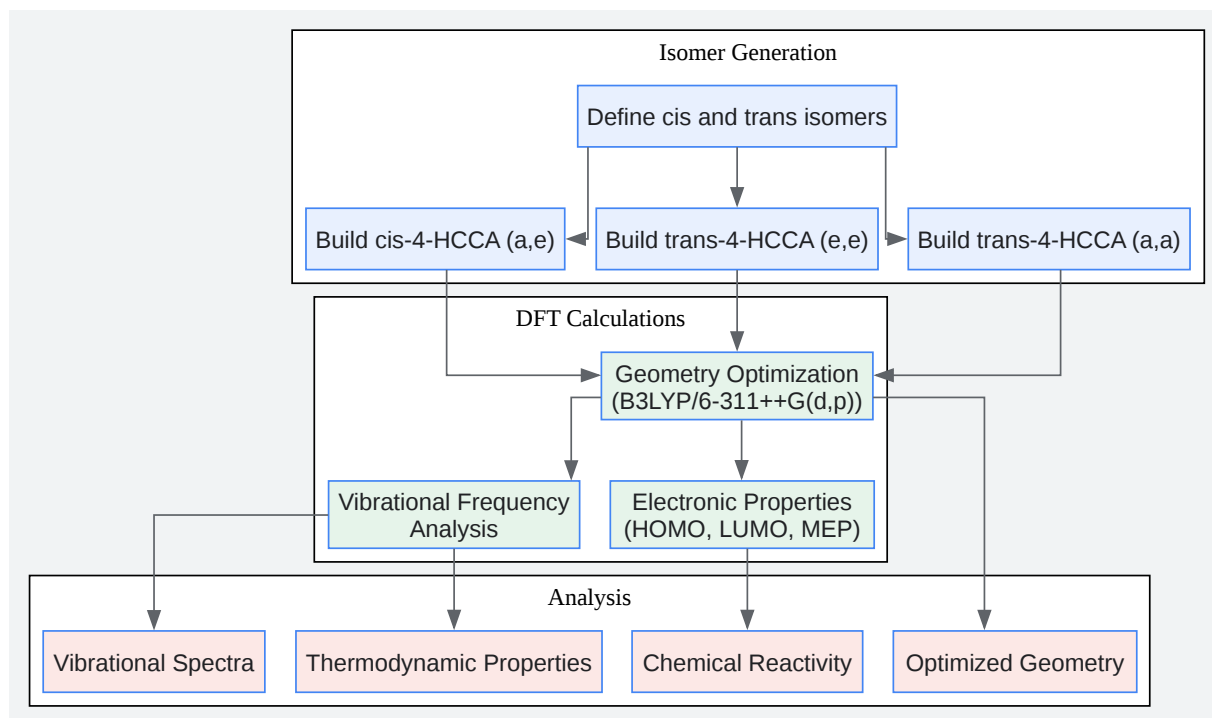 Isomer Generation
Define cis and trans isomers
Build cis-4-HCCA (a,e)
Build trans-4-HCCA (e,e)
Build trans-4-HCCA (a,a)
DFT Calculations
Geometry Optimization
(B3LYP/6-311++G(d,p))
Vibrational Frequency
Analysis
Electronic Properties
(HOMO, LUMO, MEP)
Analysis
Vibrational Spectra
Thermodynamic Properties
Chemical Reactivity
Optimized Geometry